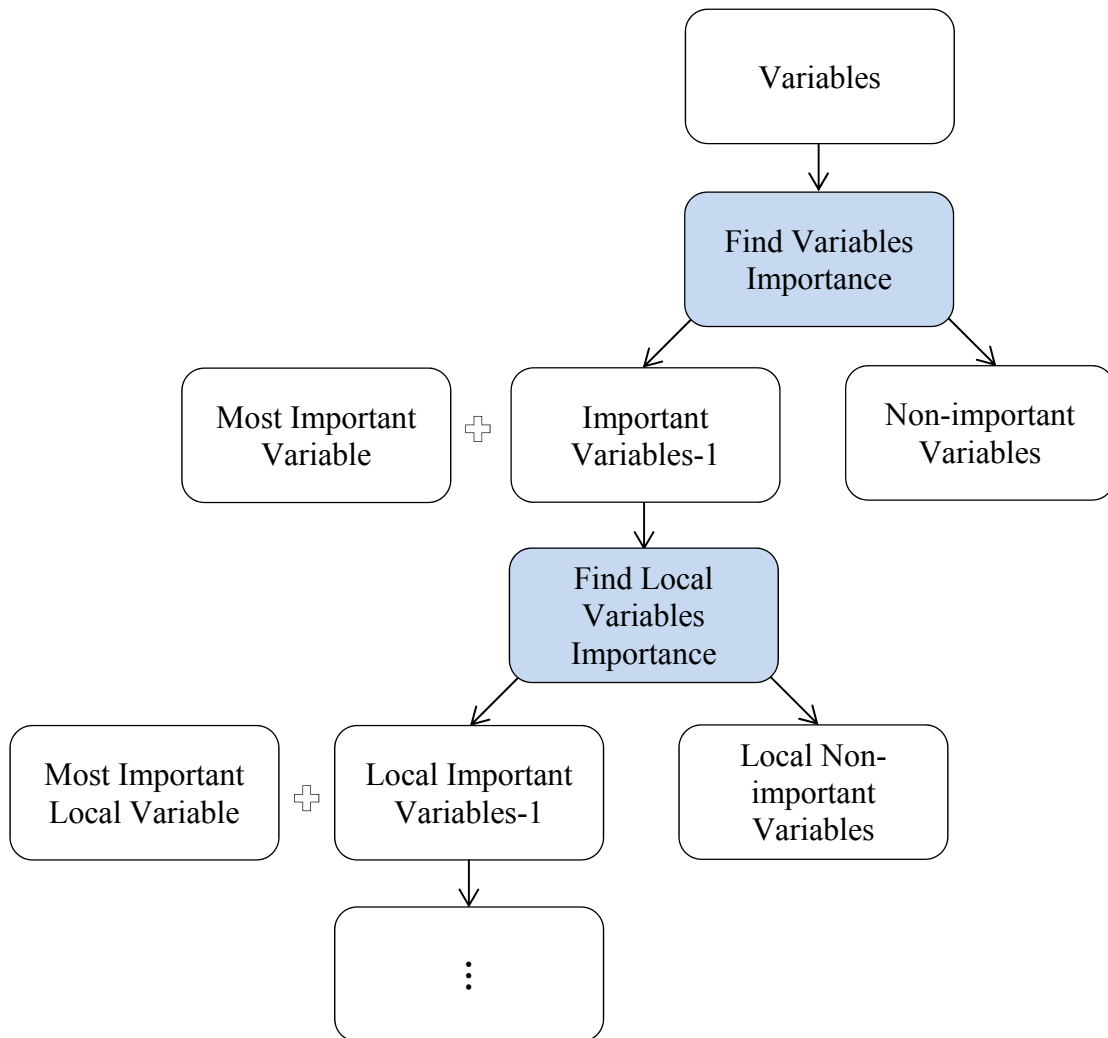 Variables
Find Variables
Importance
Most Important
Variable
Important
Variables-1
Non-important
Variables
Find Local
Variables
Importance
Most Important
Local Variable
Local Important
Variables-1
Local Non-
important
Variables
⋮